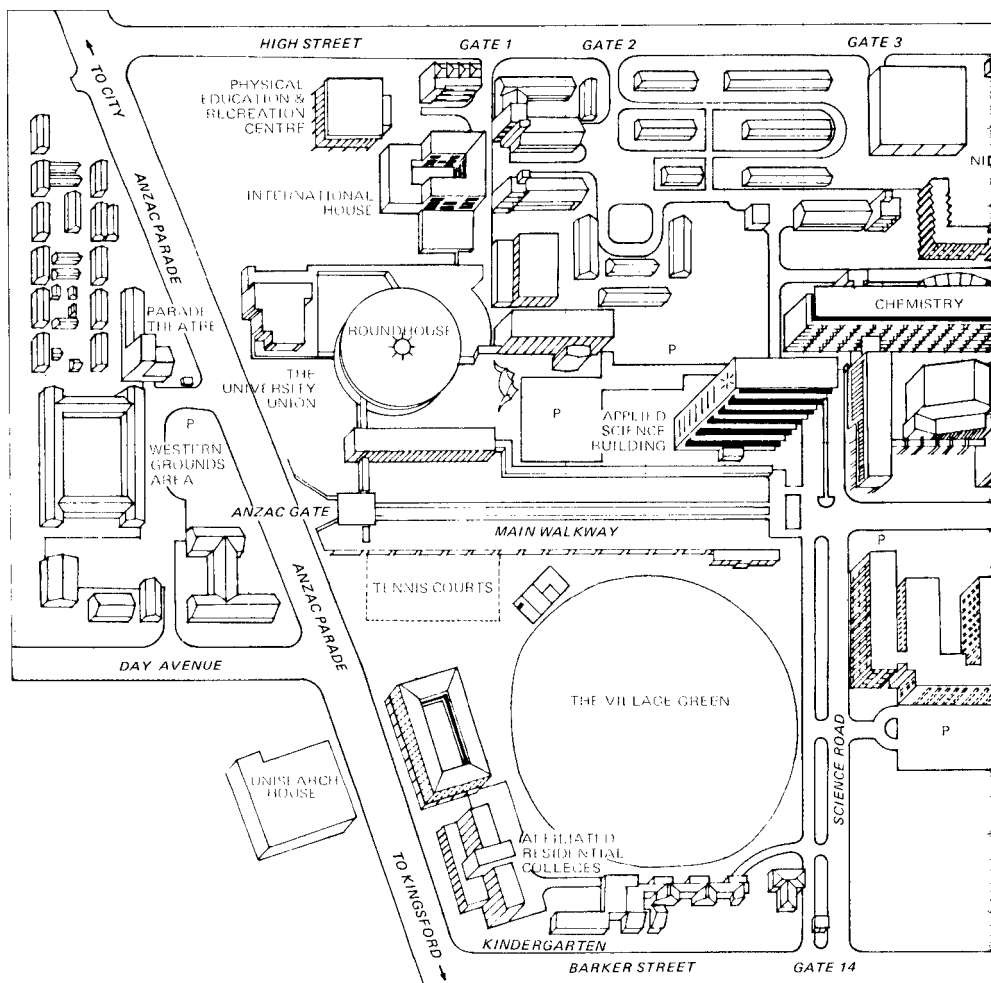 HIGH STREET
GATE 1
GATE 2
GATE 3
← TO CITY
PHYSICAL
EDUCATION &
RECREATION
CENTRE
NID
ANZAC PARADE
INTERNATIONAL
HOUSE
CHEMISTRY
PARADE
THEATRE
ROUNDHOUSE
P
THE
UNIVERSITY
UNION
P
APPLIED
SCIENCE
BUILDING
P
WESTERN
GROUNDS
AREA
ANZAC GATE
MAIN WALKWAY
P
TENNIS COURTS
ANZAC PARADE
DAY AVENUE
THE VILLAGE GREEN
P
SCIENCE ROAD
UNISEARCH
HOUSE
AFFILIATED
RESIDENTIAL
COLLEGES
TO KINGSFORD →
KINDERGARTEN
BARKER STREET
GATE 14